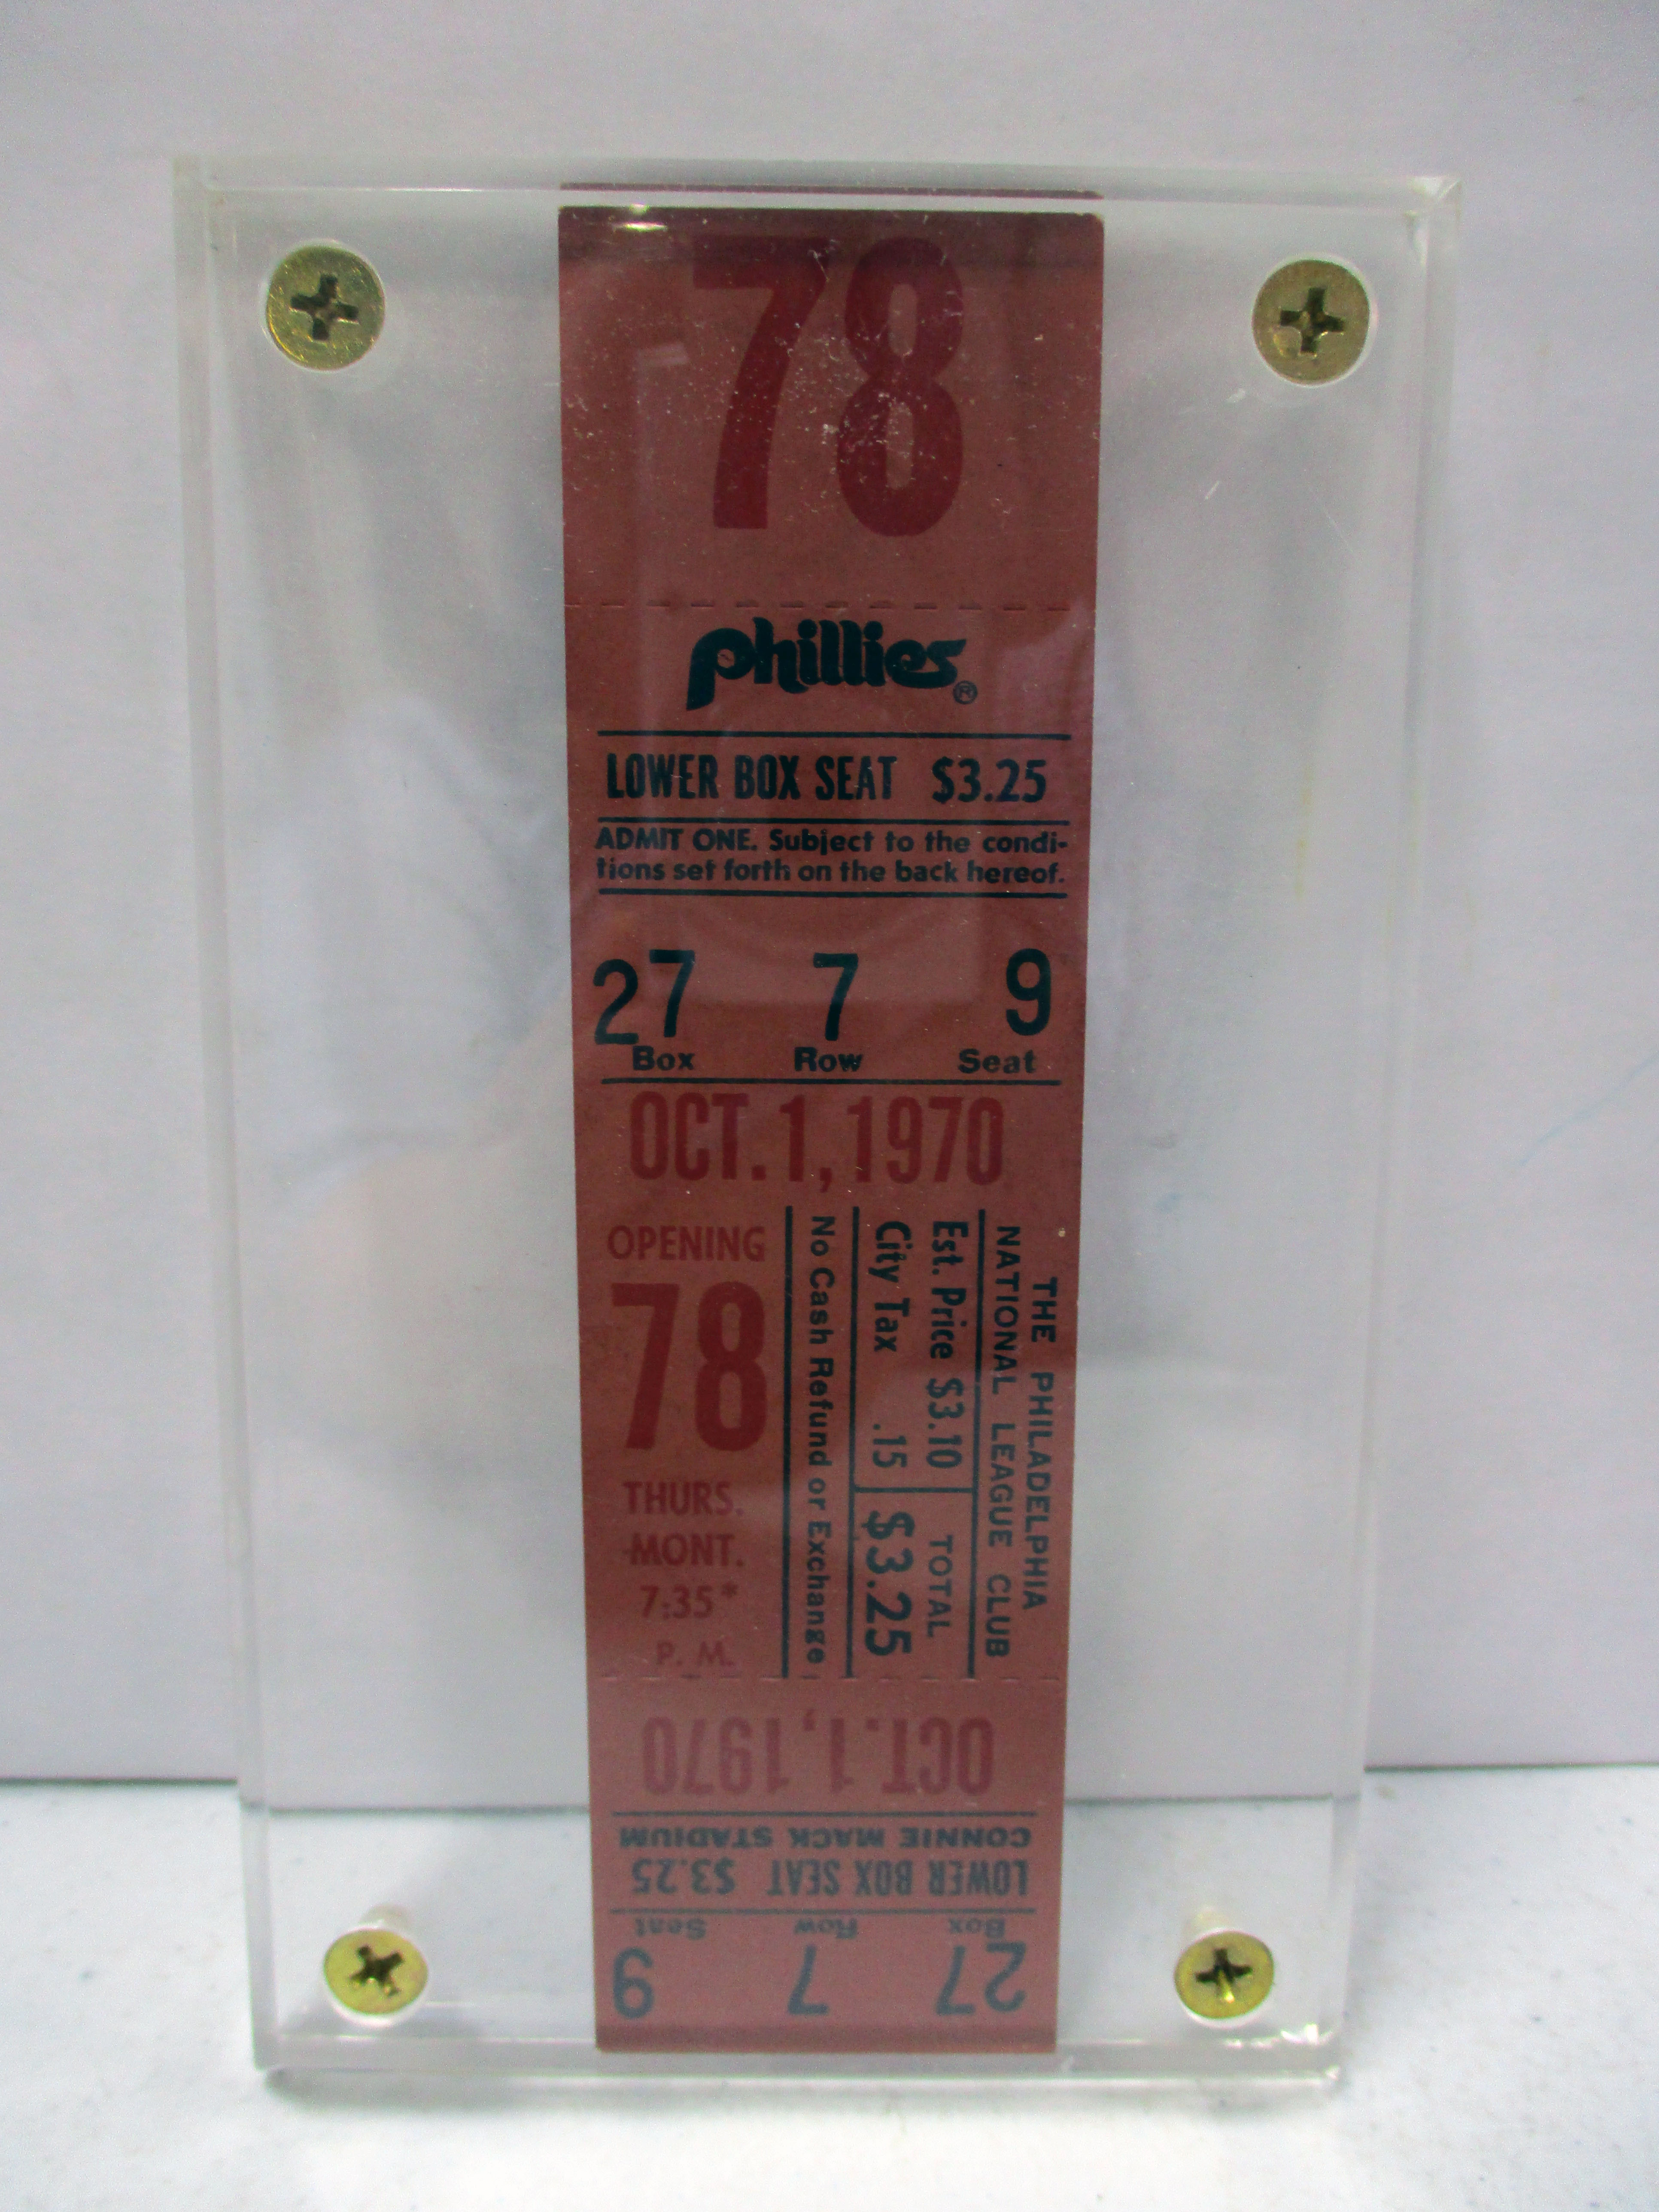 78
phillies®
LOWER BOX SEAT $3.25
ADMIT ONE. Subject to the condi-
tions set forth on the back hereof.
27 7 9
Box Row Seat
OCT. 1, 1970
OPENING
78
THURS.
MONT.
7:35*
P. M.
THE PHILADELPHIA
NATIONAL LEAGUE CLUB
Est. Price $3.10
City Tax .15
TOTAL
$3.25
No Cash Refund or Exchange
OCT. 1, 1970
CONNIE MACK STADIUM
LOWER BOX SEAT $3.25
Box Row Seat
27 7 9